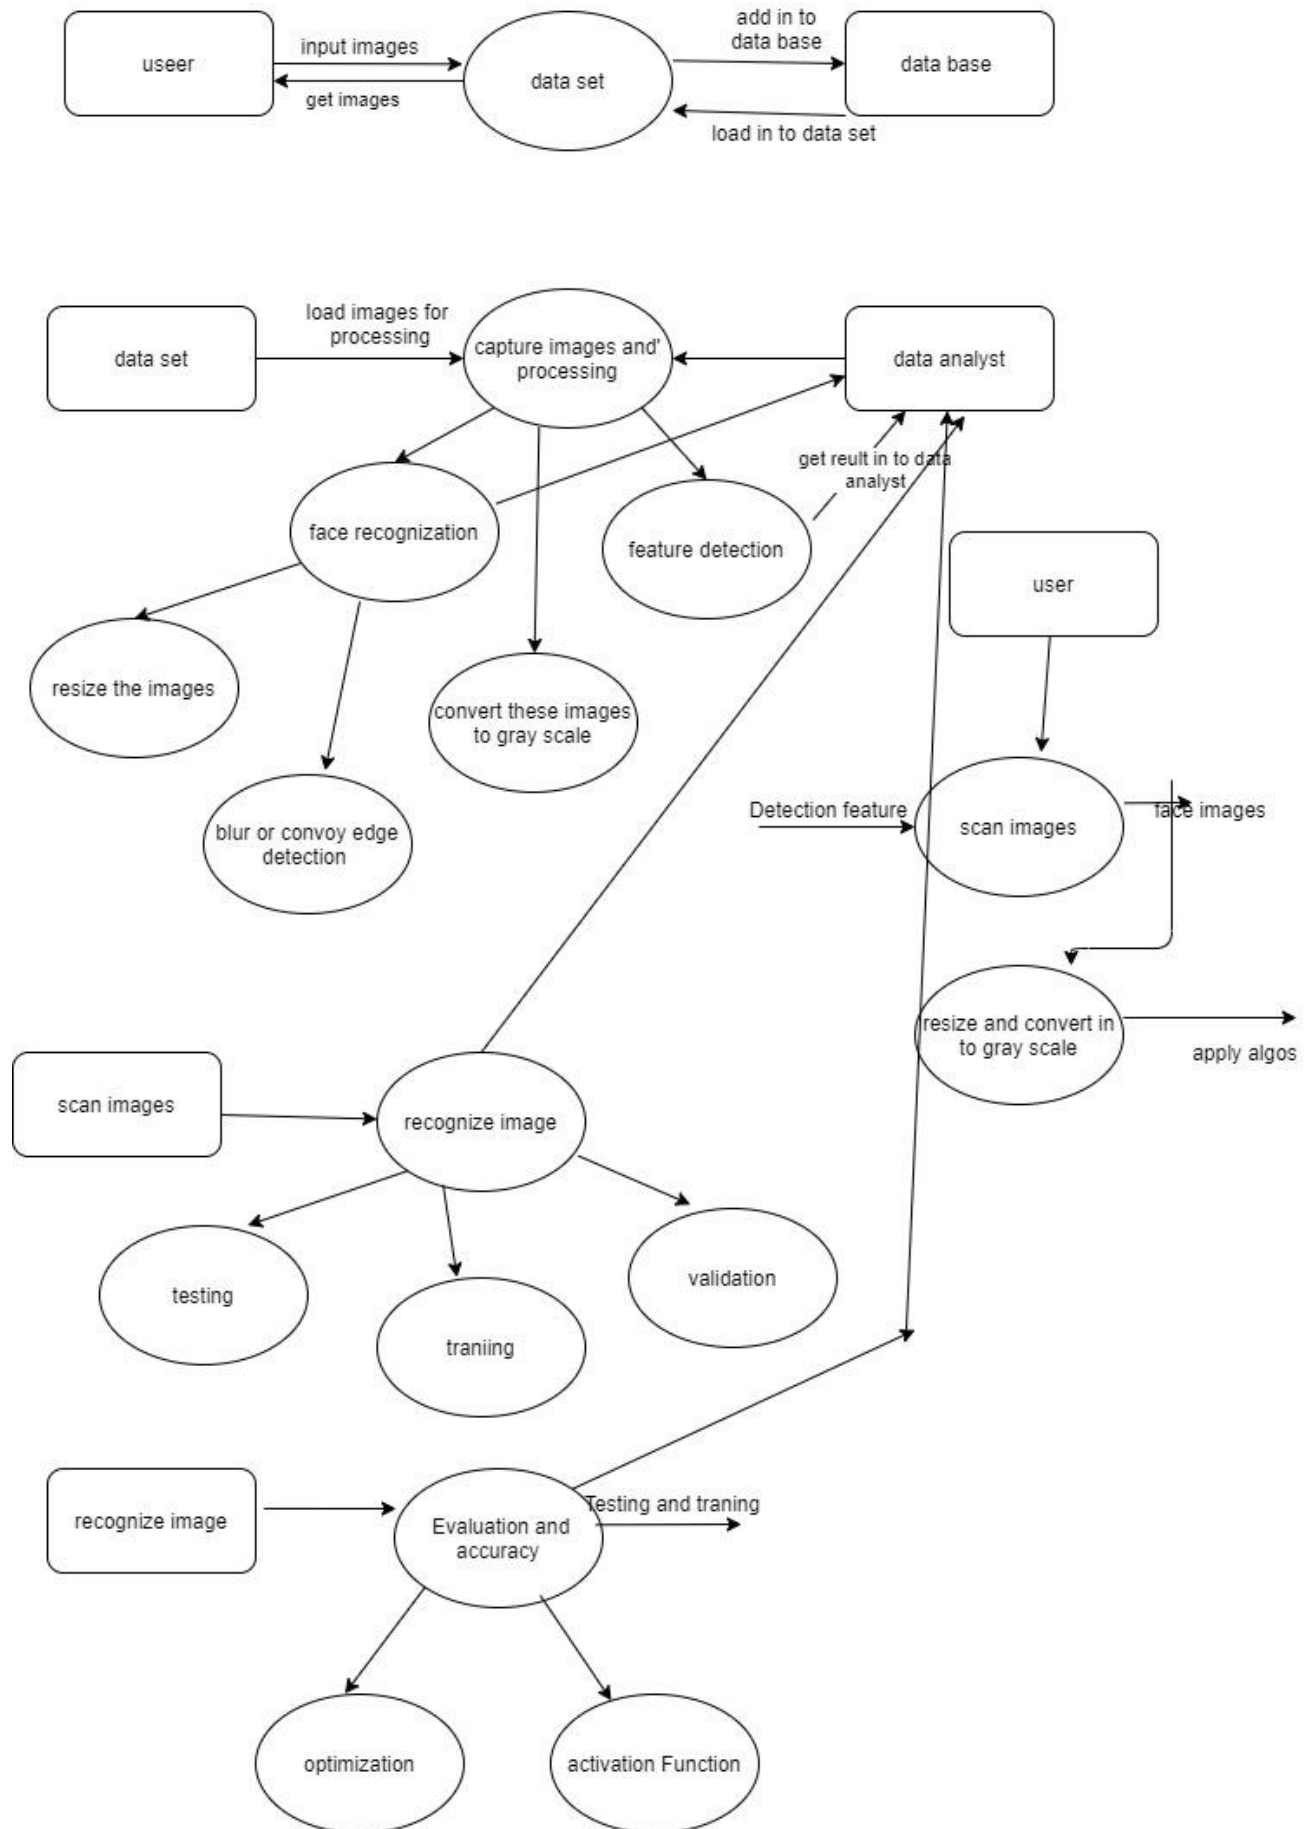 useer
input images
get images
data set
add in to
data base
load in to data set
data base
data set
load images for
processing
capture images and'
processing
data analyst
get reult in to data
analyst
face recognization
feature detection
user
resize the images
convert these images
to gray scale
blur or convoy edge
detection
Detection feature
scan images
face images
resize and convert in
to gray scale
apply algos
scan images
recognize image
testing
traniing
validation
recognize image
Evaluation and
accuracy
Testing and traning
optimization
activation Function